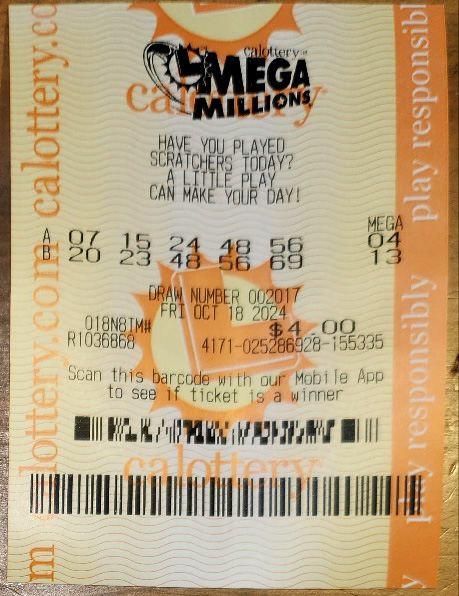 calottery
MEGA
MILLIONS
HAVE YOU PLAYED
SCRATCHERS TODAY?
A LITTLE PLAY
CAN MAKE YOUR DAY!
MEGA
A 07 15 24 48 56 04
B 20 23 48 56 69 13
DRAW NUMBER 002017
FRI OCT 18 2024
018N8TM# $4.00
R1036868 4171-025286928-155335
Scan this barcode with our Mobile App
to see if ticket is a winner
calottery
calottery
m calottery.com calottery.co
y play responsibly play responsibl